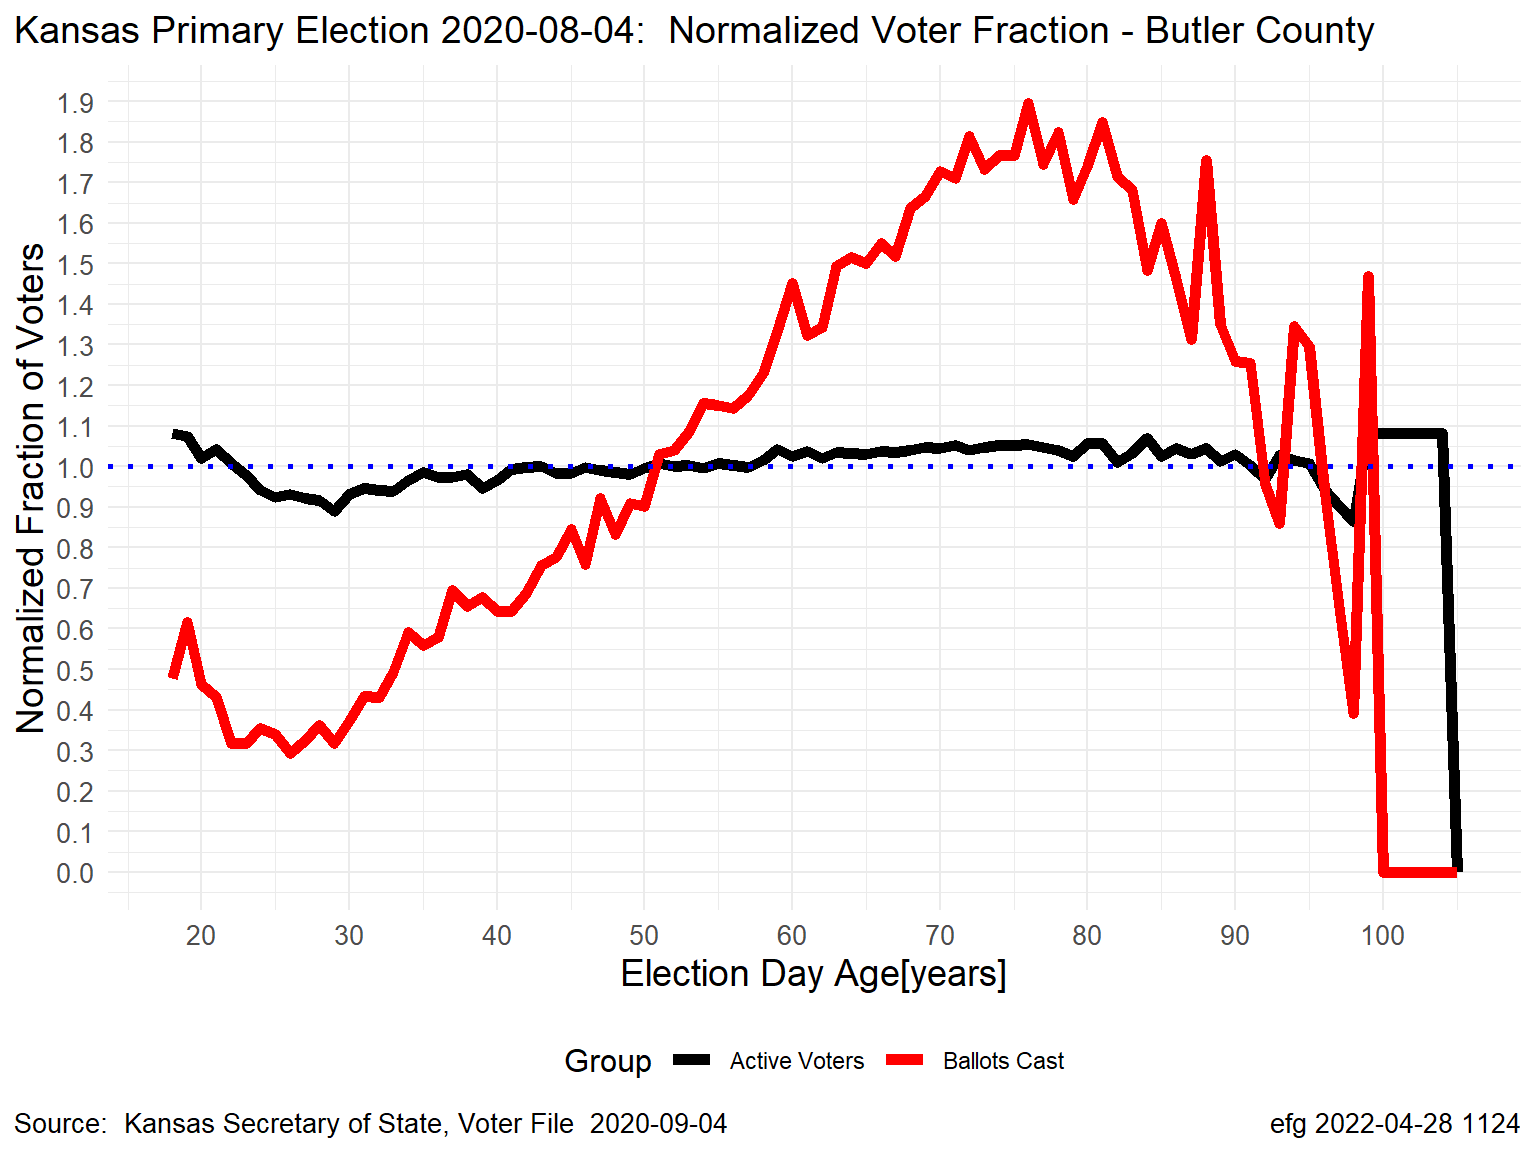 Kansas Primary Election 2020-08-04:  Normalized Voter Fraction - Butler County
Normalized Fraction of Voters
1.9
1.8
1.7
1.6
1.5
1.4
1.3
1.2
1.1
1.0
0.9
0.8
0.7
0.6
0.5
0.4
0.3
0.2
0.1
0.0
20 30 40 50 60 70 80 90 100
Election Day Age[years]
Group Active Voters Ballots Cast
Source:  Kansas Secretary of State, Voter File  2020-09-04
efg 2022-04-28 1124